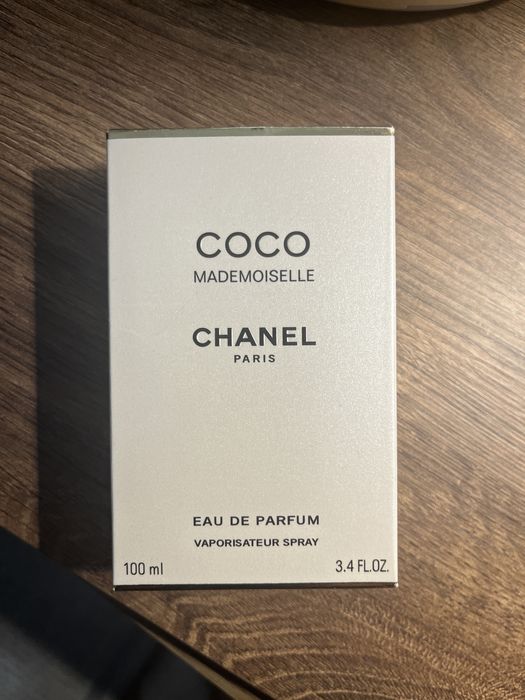 COCO
MADEMOISELLE
CHANEL
PARIS
EAU DE PARFUM
VAPORISATEUR SPRAY
100 ml 3.4 FL.OZ.